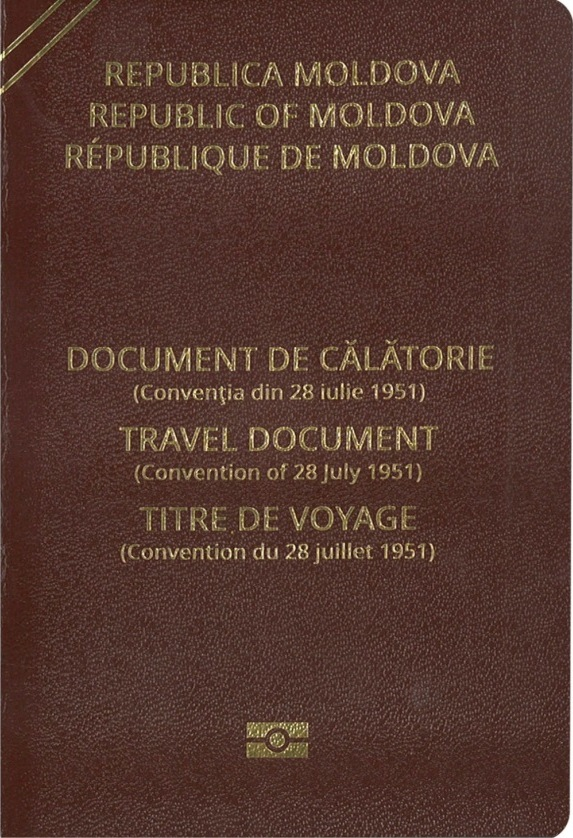 REPUBLICA MOLDOVA
REPUBLIC OF MOLDOVA
RÉPUBLIQUE DE MOLDOVA
DOCUMENT DE CĂLĂTORIE
(Convenţia din 28 iulie 1951)
TRAVEL DOCUMENT
(Convention of 28 July 1951)
TITRE DE VOYAGE
(Convention du 28 juillet 1951)